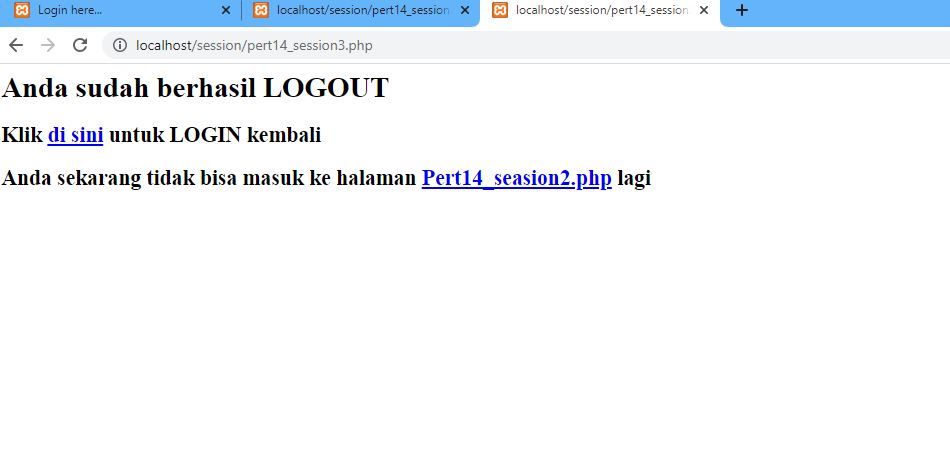 Login here...
localhost/session/pert14_session
localhost/session/pert14_session
localhost/session/pert14_session3.php
Anda sudah berhasil LOGOUT
Klik di sini untuk LOGIN kembali
Anda sekarang tidak bisa masuk ke halaman Pert14_seasion2.php lagi